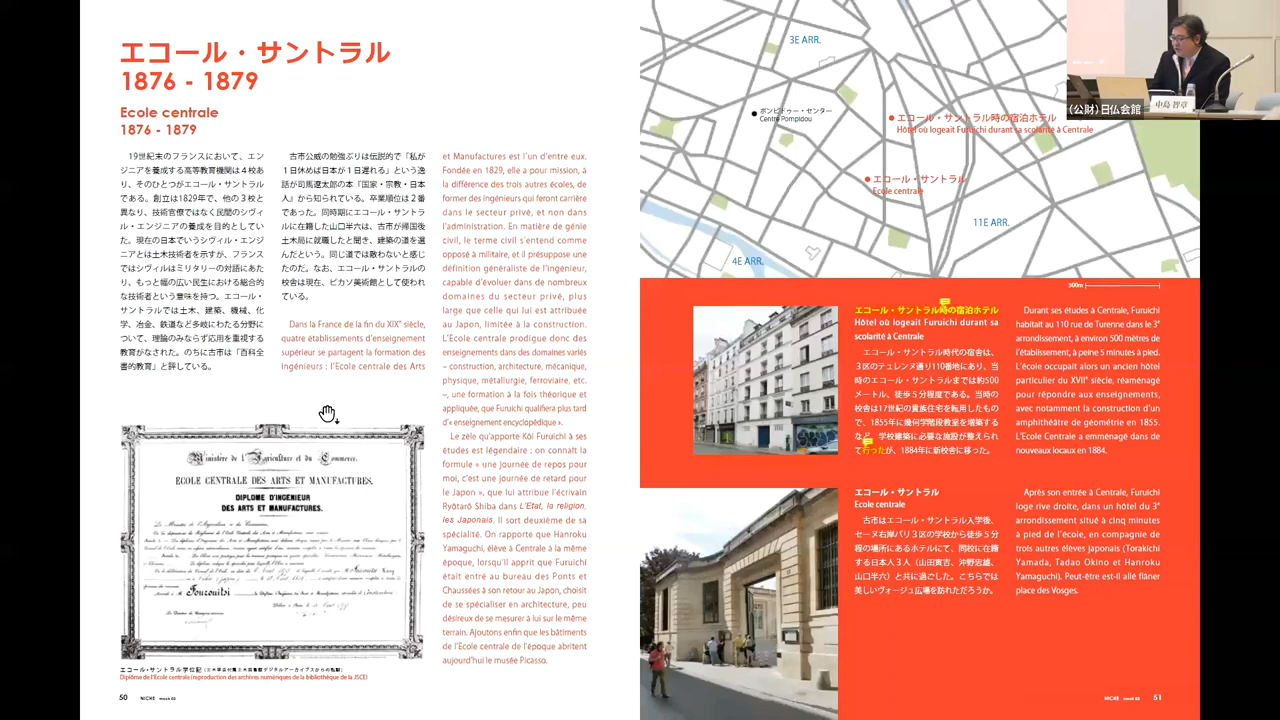 エコール・サントラル
1876 - 1879
Ecole centrale
1876 - 1879
19世紀末のフランスにおいて、エン
ジニアを養成する高等教育機関は４校あ
り、そのひとつがエコール・サントラル
である。創立は1829年で、他の３校と
異なり、技術官僚ではなく民間のシヴィ
ル・エンジニアの養成を目的としてい
た。現在の日本でいうシヴィル・エンジ
ニアとは土木技術者を示すが、フランス
ではシヴィルはミリタリーの対語にあた
り、もっと幅の広い民生における総合的
な技術者という意味を持つ。エコール・
サントラルでは土木、建築、機械、化
学、冶金、鉄道など多岐にわたる分野に
ついて、理論のみならず応用を重視する
教育がなされた。のちに古市は「百科全
書的教育」と評している。
古市公威の勉強ぶりは伝説的で『私が
１日休めば日本が１日遅れる』という逸
話が司馬遼太郎の本『国家・宗教・日本
人』から知られている。卒業順位は２番
であった。同時期にエコール・サントラ
ルに在籍した山口半六は、古市が帰国後
土木局に就職したと聞き、建築の道を選
んだという。同じ道では敵わないと感じ
たのだ。なお、エコール・サントラルの
校舎は現在、ピカソ美術館として使われ
ている。
Dans la France de la fin du XIXe siècle,
quatre établissements d'enseignement
supérieur se partagent la formation des
ingénieurs ; l'Ecole centrale des Arts
et Manufactures est l'un d'entre eux.
Fondée en 1829, elle a pour mission, à
la différence des trois autres écoles, de
former des ingénieurs qui feront carrière
dans le secteur privé, et non dans
l'administration. En matière de génie
civil, le terme civil s'entend comme
opposé à militaire, et il présuppose une
définition généraliste de l'ingénieur,
capable d'évoluer dans de nombreux
domaines du secteur privé, plus
large que celle qui lui est attribuée
au Japon, limitée à la construction.
L'Ecole centrale prodigue donc des
enseignements dans des domaines variés
– construction, architecture, mécanique,
physique, métallurgie, ferroviaire, etc.
–, une formation à la fois théorique et
appliquée, que Furuichi qualifiera plus tard
d'« enseignement encyclopédique ».
Le zèle qu'apporte Kôi Furuichi à ses
études est légendaire ; on connaît la
formule « une journée de repos pour
moi, c'est une journée de retard pour
le Japon », que lui attribue l'écrivain
Ryôtarô Shiba dans L'Etat, la religion,
les Japonais. Il sort deuxième de sa
spécialité. On rapporte que Hanroku
Yamaguchi, élève à Centrale à la même
époque, lorsqu'il apprit que Furuichi
était entré au bureau des Ponts et
Chaussées à son retour au Japon, choisit
de se spécialiser en architecture, peu
désireux de se mesurer à lui sur le même
terrain. Ajoutons enfin que les bâtiments
de l'Ecole centrale de l'époque abritent
aujourd'hui le musée Picasso.
Ministère de l'Agriculture et du Commerce.
ECOLE CENTRALE DES ARTS ET MANUFACTURES.
DIPLOME D'INGÉNIEUR
DES ARTS ET MANUFACTURES.
Fourouitsi
エコール・サントラル学位記（土木学会付属土木図書館デジタルアーカイブスからの転載）
Diplôme de l'Ecole centrale (reproduction des archives numériques de la bibliothèque de la JSCE)
50 NICHE mook 03
3E ARR.
ポンピドゥー・センター
Centre Pompidou
エコール・サントラル時の宿泊ホテル
Hôtel où logeait Furuichi durant sa scolarité à Centrale
エコール・サントラル
Ecole centrale
11E ARR.
4E ARR.
300m
(公財)日仏会館
中島 智章
エコール・サントラル時の宿泊ホテル
Hôtel où logeait Furuichi durant sa
scolarité à Centrale
エコール・サントラル時代の宿舎は、
３区のテュレンヌ通り110番地にあり、当
時のエコール・サントラルまでは約500
メートル、徒歩５分程度である。当時の
校舎は17世紀の貴族住宅を転用したもの
で、1855年に幾何学階段教室を増築する
など、学校建築に必要な施設が整えられ
て行ったが、1884年に新校舎に移った。
Durant ses études à Centrale, Furuichi
habitait au 110 rue de Turenne dans le 3e
arrondissement, à environ 500 mètres de
l'établissement, à peine 5 minutes à pied.
L'école occupait alors un ancien hôtel
particulier du XVIIe siècle, réaménagé
pour répondre aux enseignements,
avec notamment la construction d'un
amphithéatre de géométrie en 1855.
L'Ecole Centrale a emménagé dans de
nouveaux locaux en 1884.
エコール・サントラル
Ecole centrale
古市はエコール・サントラル入学後、
セーヌ右岸パリ３区の学校から徒歩５分
程の場所にあるホテルにて、同校に在籍
する日本人３人（山田寅吉、沖野忠雄、
山口半六）と共に過ごした。こちらでは
美しいヴォージュ広場を訪れただろうか。
Après son entrée à Centrale, Furuichi
loge rive droite, dans un hôtel du 3e
arrondissement situé à cinq minutes
à pied de l'école, en compagnie de
trois autres élèves japonais (Torakichi
Yamada, Tadao Okino et Hanroku
Yamaguchi). Peut-être est-il allé flâner
place des Vosges.
NICHE mook 03 51